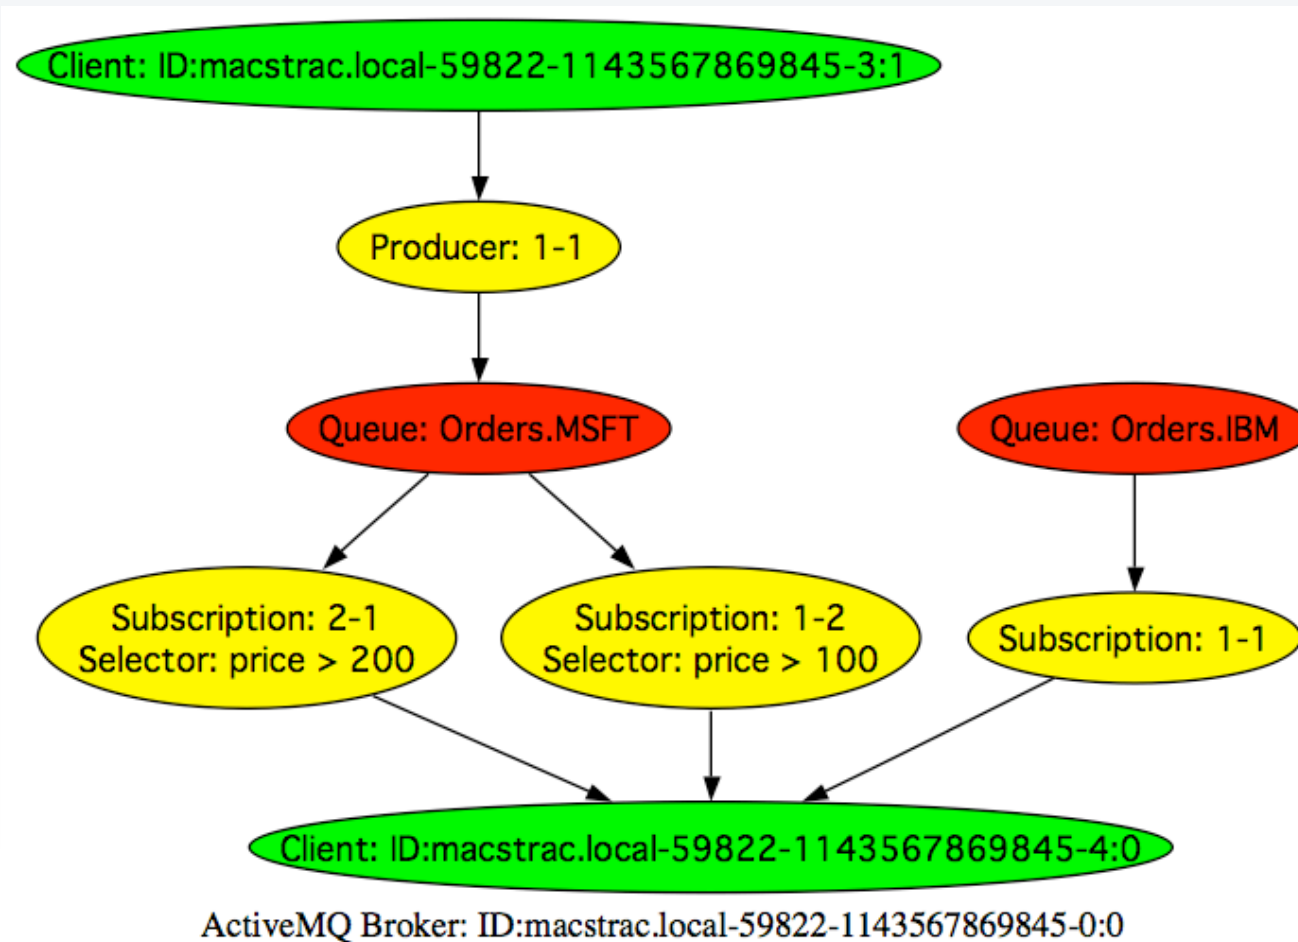 Client: ID:macstrac.local-59822-1143567869845-3:1
Producer: 1-1
Queue: Orders.MSFT
Queue: Orders.IBM
Subscription: 2-1
Selector: price > 200
Subscription: 1-2
Selector: price > 100
Subscription: 1-1
Client: ID:macstrac.local-59822-1143567869845-4:0
ActiveMQ Broker: ID:macstrac.local-59822-1143567869845-0:0